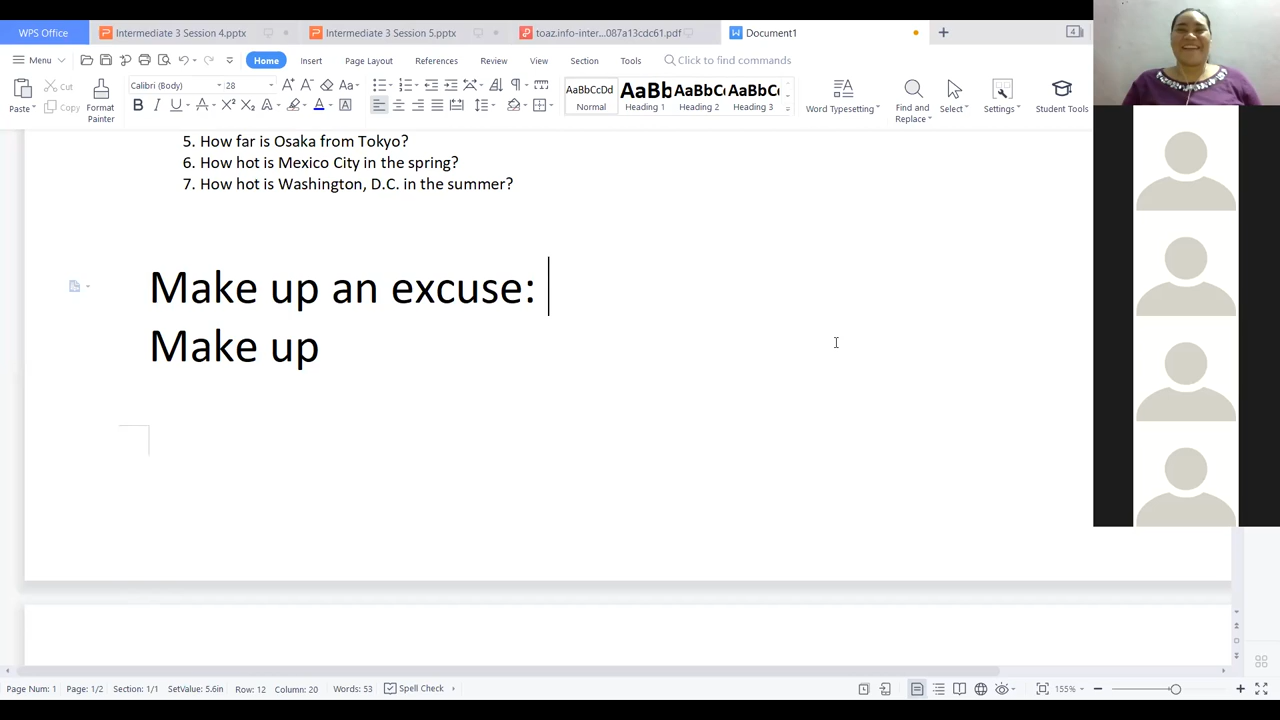 WPS Office
Intermediate 3 Session 4.pptx
Intermediate 3 Session 5.pptx
toaz.info-inter...087a13cdc61.pdf
Document1
4
Menu
Home
Insert
Page Layout
References
Review
View
Section
Tools
Click to find commands
Paste
Cut
Copy
Format
Painter
Calibri (Body)
28
AaBbCcDd
Normal
AaBb
Heading 1
AaBbC
Heading 2
AaBbC
Heading 3
Word Typesetting
Find and
Replace
Select
Settings
Student Tools
5. How far is Osaka from Tokyo?
6. How hot is Mexico City in the spring?
7. How hot is Washington, D.C. in the summer?
Make up an excuse:
Make up
Page Num: 1
Page: 1/2
Section: 1/1
SetValue: 5.6in
Row: 12
Column: 20
Words: 53
Spell Check
155%